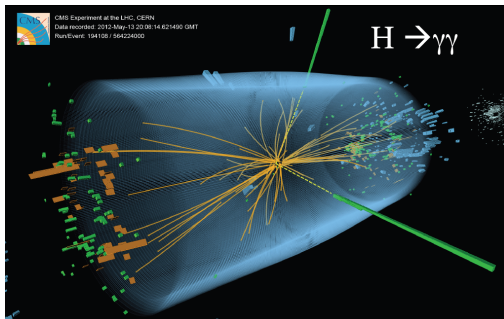 CMS
CMS Experiment at the LHC, CERN
Data recorded: 2012-May-13 20:08:14.621490 GMT
Run/Event: 194108 / 564224000
H → γγ